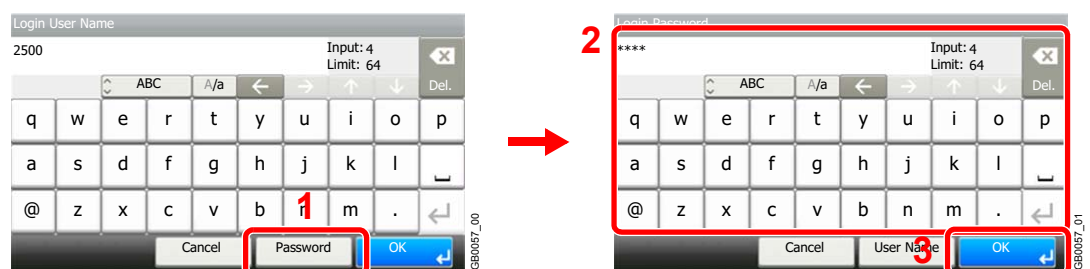 Login User Name
2500
Input: 4
Limit: 64
ABC
A/a
Del.
q w e r t y u i o p
a s d f g h j k l
@ z x c v b n m .
1
Cancel
Password
OK
GB0057_00
2
Login Password
****
Input: 4
Limit: 64
ABC
A/a
Del.
q w e r t y u i o p
a s d f g h j k l
@ z x c v b n m .
Cancel
User Name
3
OK
GB0057_01